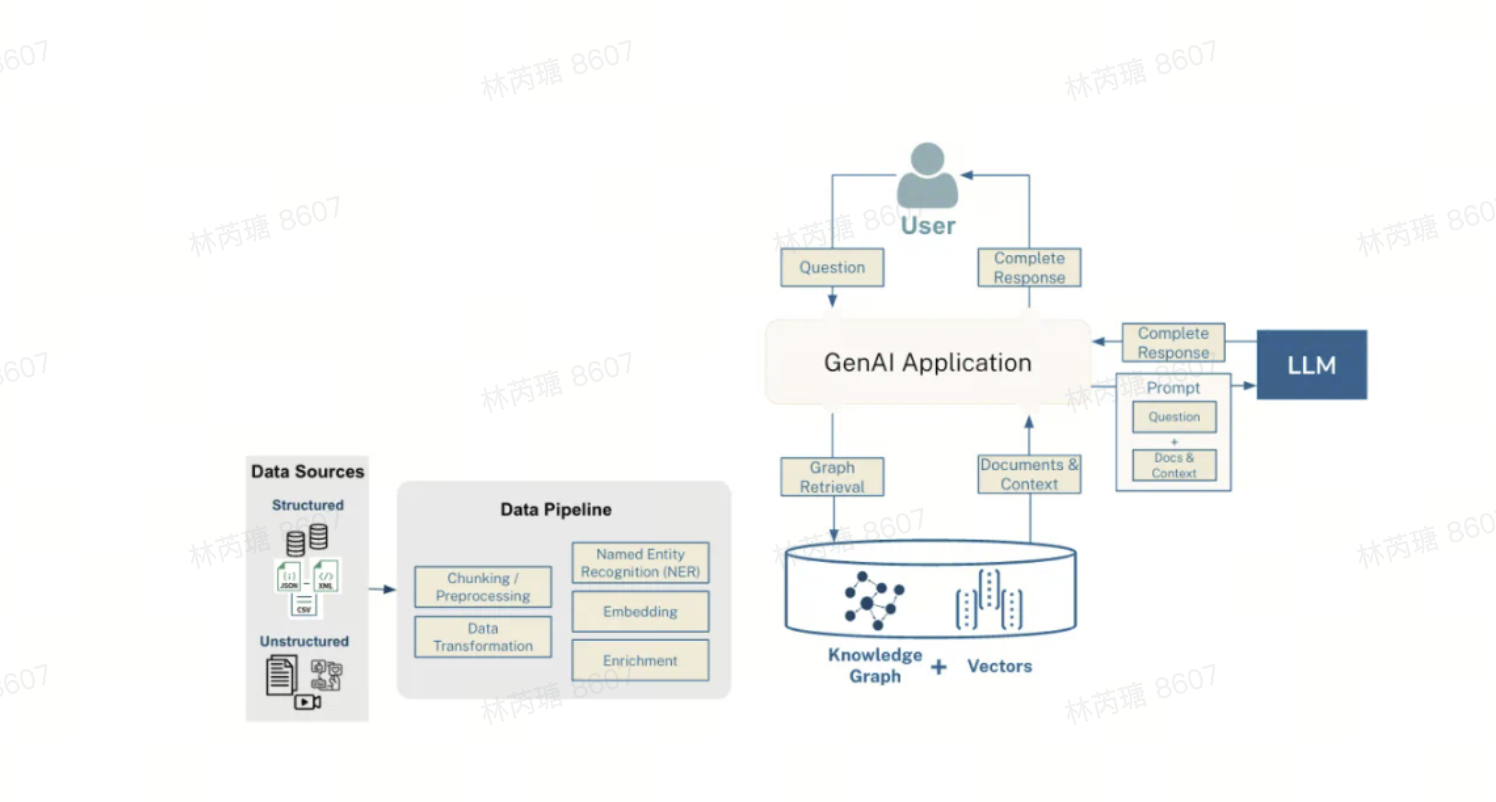 林芮瑭 8607
User
Question
Complete
Response
GenAI Application
Complete
Response
LLM
Prompt
Question
+
Docs &
Context
Graph
Retrieval
Documents &
Context
Knowledge
Graph
+
Vectors
Data Sources
Structured
JSON
XML
CSV
Unstructured
Data Pipeline
Chunking /
Preprocessing
Data
Transformation
Named Entity
Recognition (NER)
Embedding
Enrichment